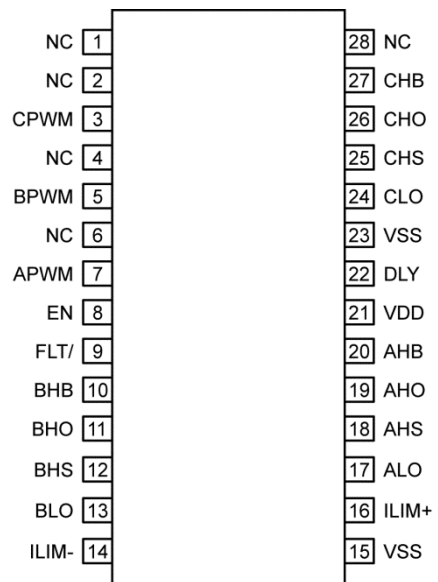 NC 1 28 NC
NC 2 27 CHB
CPWM 3 26 CHO
NC 4 25 CHS
BPWM 5 24 CLO
NC 6 23 VSS
APWM 7 22 DLY
EN 8 21 VDD
FLT/ 9 20 AHB
BHB 10 19 AHO
BHO 11 18 AHS
BHS 12 17 ALO
BLO 13 16 ILIM+
ILIM- 14 15 VSS